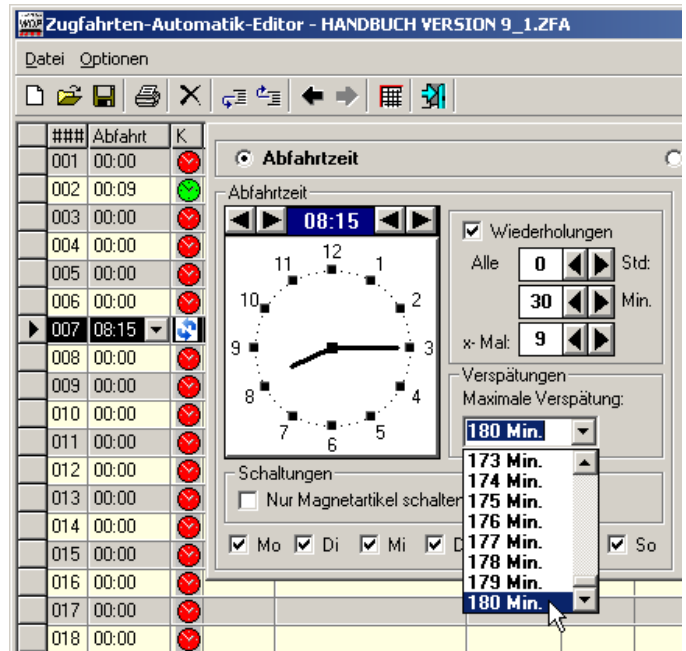 Zugfahrten-Automatik-Editor - HANDBUCH VERSION 9_1.ZFA
Datei Optionen
### Abfahrt K
001 00:00
002 00:09
003 00:00
004 00:00
005 00:00
006 00:00
007 08:15
008 00:00
009 00:00
010 00:00
011 00:00
012 00:00
013 00:00
014 00:00
015 00:00
016 00:00
017 00:00
018 00:00
Abfahrtzeit
Abfahrtzeit
08:15
12
11 1
10 2
9 3
8 4
7 5
6
Wiederholungen
Alle 0 Std:
30 Min.
x- Mal: 9
Verspätungen
Maximale Verspätung:
180 Min.
173 Min.
174 Min.
175 Min.
176 Min.
177 Min.
178 Min.
179 Min.
180 Min.
Schaltungen
Nur Magnetartikel schalten
Mo Di Mi D So